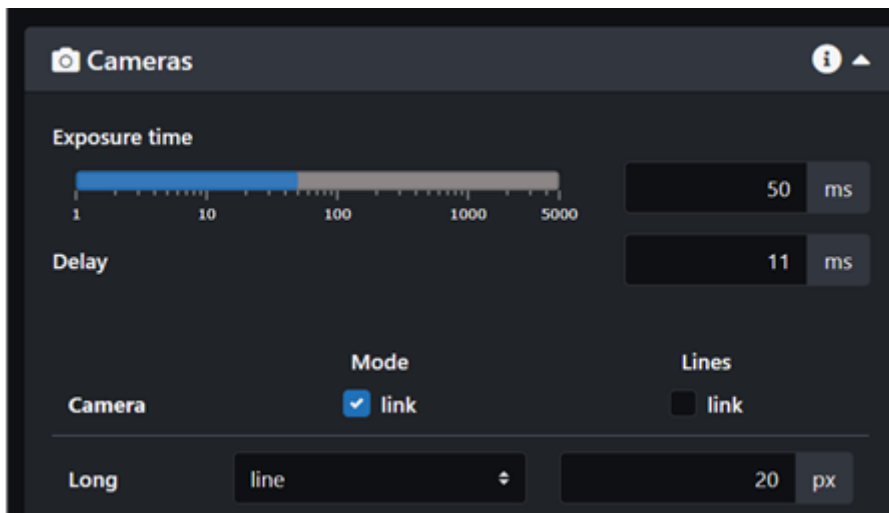 Cameras
Exposure time
50 ms
1 10 100 1000 5000
Delay 11 ms
Mode Lines
Camera link link
Long line 20 px